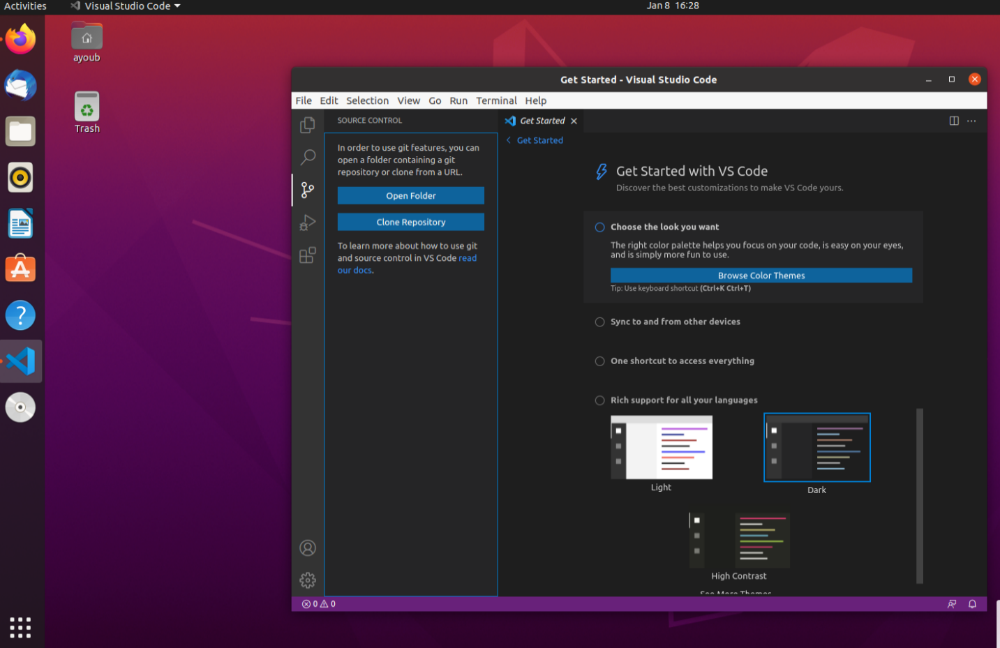 Activities
Visual Studio Code
Jan 8 16:28
ayoub
Trash
Get Started - Visual Studio Code
File Edit Selection View Go Run Terminal Help
SOURCE CONTROL
In order to use git features, you can
open a folder containing a git
repository or clone from a URL.
Open Folder
Clone Repository
To learn more about how to use git
and source control in VS Code read
our docs.
Get Started
Get Started
Get Started with VS Code
Discover the best customizations to make VS Code yours.
Choose the look you want
The right color palette helps you focus on your code, is easy on your eyes,
and is simply more fun to use.
Browse Color Themes
Tip: Use keyboard shortcut (Ctrl+K Ctrl+T)
Sync to and from other devices
One shortcut to access everything
Rich support for all your languages
Light
Dark
High Contrast
See More Themes
0 0